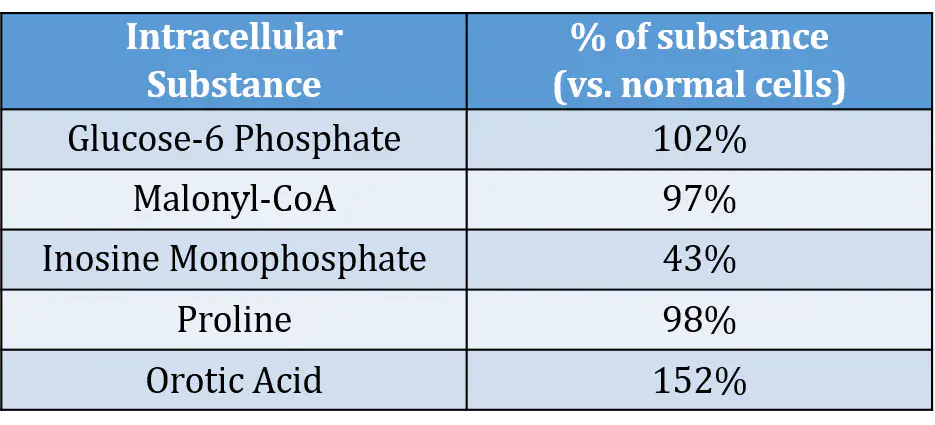 Intracellular % of substance
Substance (vs. normal cells)
Glucose-6 Phosphate 102%
Malonyl-CoA 97%
Inosine Monophosphate 43%
Proline 98%
Orotic Acid 152%